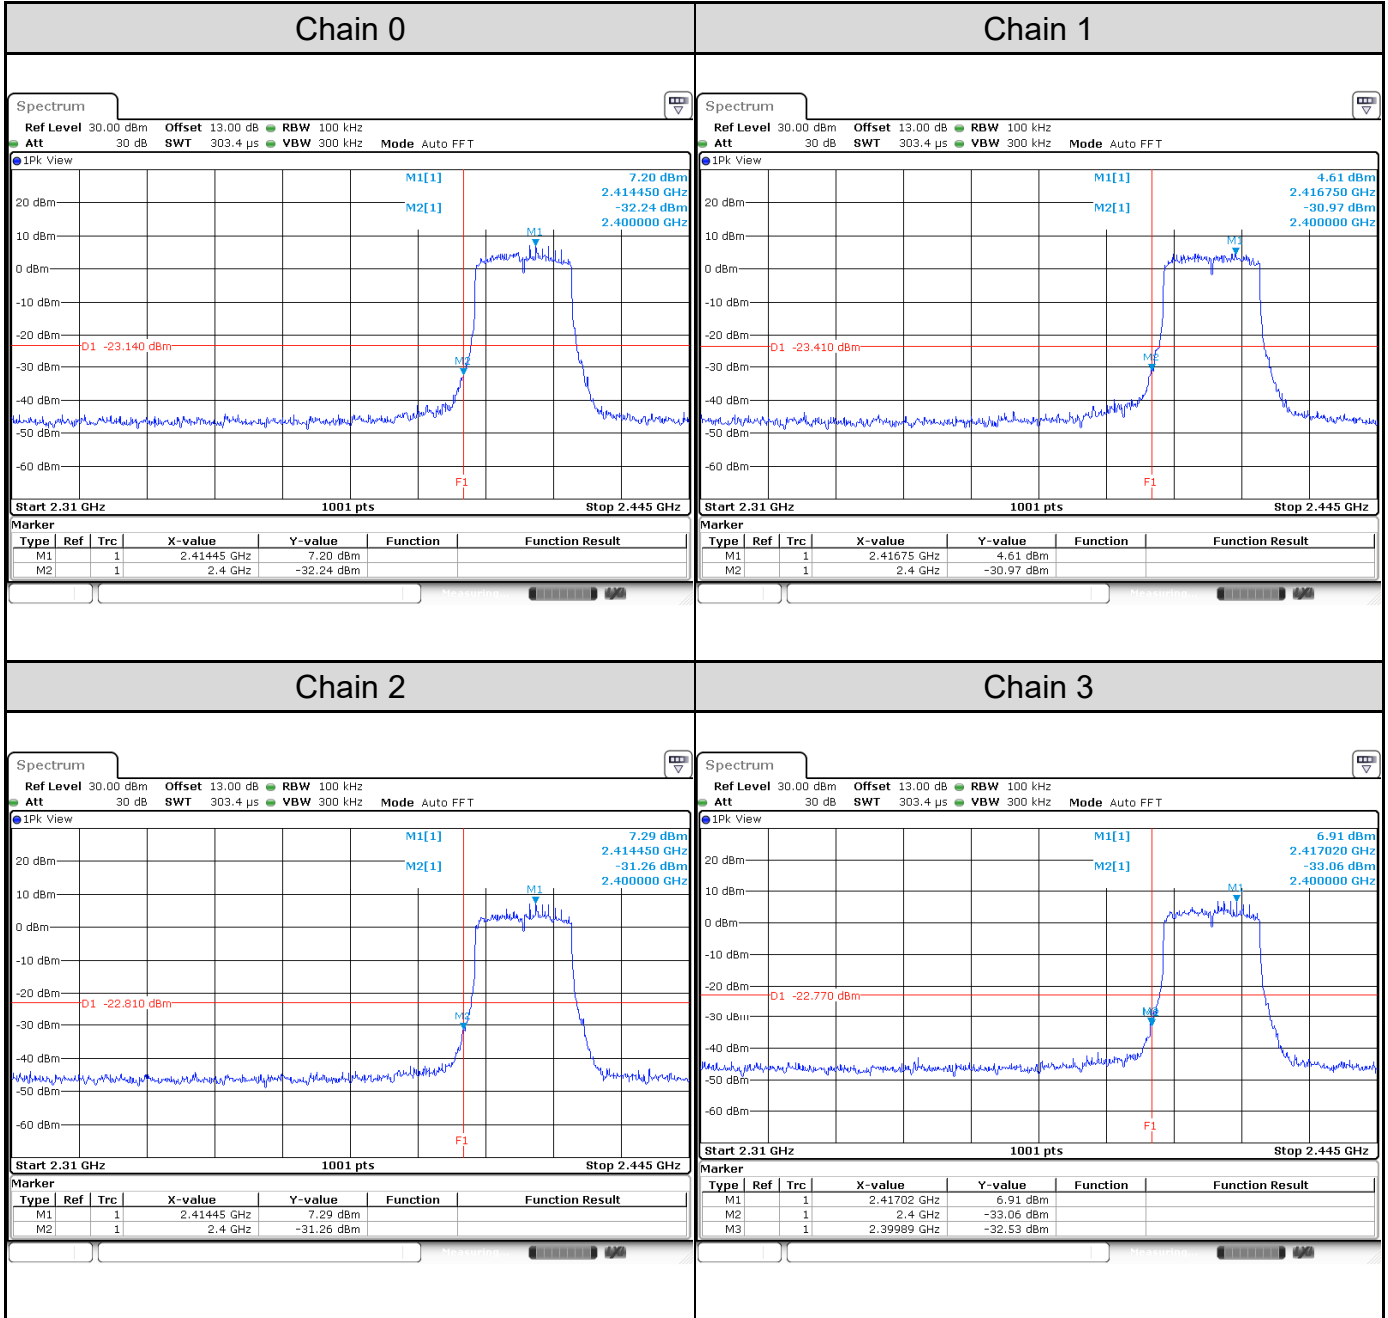 Chain 0
Chain 1
Spectrum
Ref Level 30.00 dBm Offset 13.00 dB RBW 100 kHz
Att 30 dB SWT 303.4 µs VBW 300 kHz Mode Auto FFT
1Pk View
M1[1] 7.20 dBm
2.414450 GHz
M2[1] -32.24 dBm
2.400000 GHz
20 dBm
M1
10 dBm
0 dBm
-10 dBm
-20 dBm
D1 -23.140 dBm
M2
-30 dBm
-40 dBm
-50 dBm
-60 dBm
F1
Start 2.31 GHz 1001 pts Stop 2.445 GHz
Marker
Type Ref Trc X-value Y-value Function Function Result
M1 1 2.41445 GHz 7.20 dBm
M2 1 2.4 GHz -32.24 dBm
Spectrum
Ref Level 30.00 dBm Offset 13.00 dB RBW 100 kHz
Att 30 dB SWT 303.4 µs VBW 300 kHz Mode Auto FFT
1Pk View
M1[1] 4.61 dBm
2.416750 GHz
M2[1] -30.97 dBm
2.400000 GHz
20 dBm
10 dBm
M1
0 dBm
-10 dBm
-20 dBm
D1 -23.410 dBm
M2
-30 dBm
-40 dBm
-50 dBm
-60 dBm
F1
Start 2.31 GHz 1001 pts Stop 2.445 GHz
Marker
Type Ref Trc X-value Y-value Function Function Result
M1 1 2.41675 GHz 4.61 dBm
M2 1 2.4 GHz -30.97 dBm
Measuring...
Chain 2
Chain 3
Spectrum
Ref Level 30.00 dBm Offset 13.00 dB RBW 100 kHz
Att 30 dB SWT 303.4 µs VBW 300 kHz Mode Auto FFT
1Pk View
M1[1] 7.29 dBm
2.414450 GHz
M2[1] -31.26 dBm
2.400000 GHz
20 dBm
M1
10 dBm
0 dBm
-10 dBm
-20 dBm
D1 -22.810 dBm
M2
-30 dBm
-40 dBm
-50 dBm
-60 dBm
F1
Start 2.31 GHz 1001 pts Stop 2.445 GHz
Marker
Type Ref Trc X-value Y-value Function Function Result
M1 1 2.41445 GHz 7.29 dBm
M2 1 2.4 GHz -31.26 dBm
Measuring...
Spectrum
Ref Level 30.00 dBm Offset 13.00 dB RBW 100 kHz
Att 30 dB SWT 303.4 µs VBW 300 kHz Mode Auto FFT
1Pk View
M1[1] 6.91 dBm
2.417020 GHz
M2[1] -33.06 dBm
2.400000 GHz
20 dBm
M1
10 dBm
0 dBm
-10 dBm
-20 dBm
D1 -22.770 dBm
-30 dBm
-40 dBm
-50 dBm
-60 dBm
F1
Start 2.31 GHz 1001 pts Stop 2.445 GHz
Marker
Type Ref Trc X-value Y-value Function Function Result
M1 1 2.41702 GHz 6.91 dBm
M2 1 2.4 GHz -33.06 dBm
M3 1 2.39989 GHz -32.53 dBm